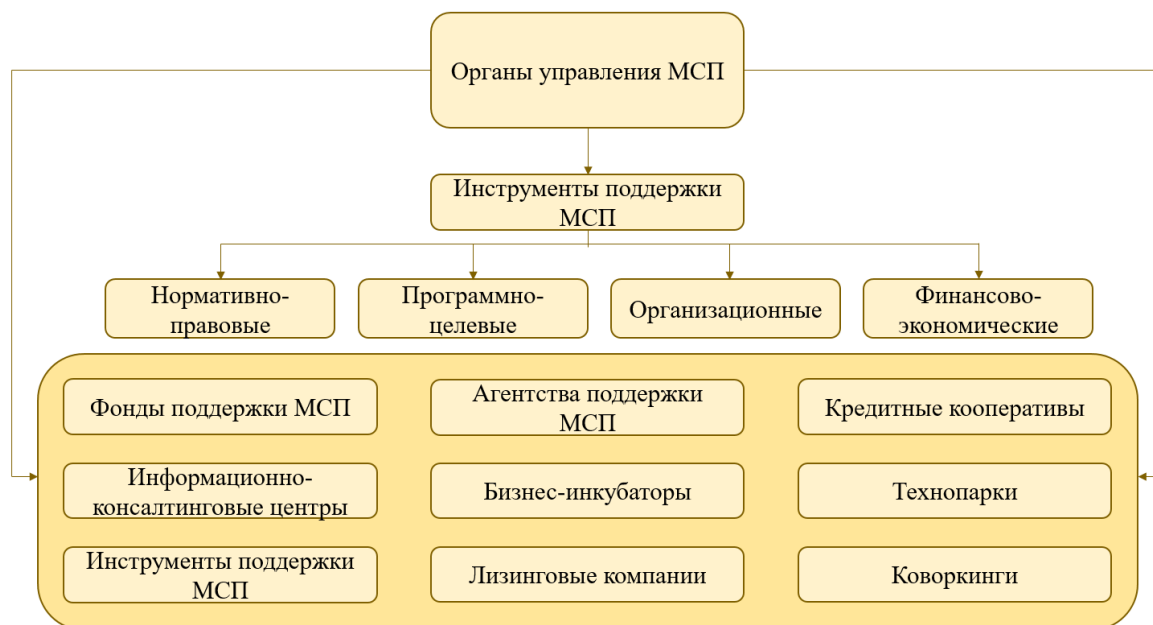 Органы управления МСП
Инструменты поддержки
МСП
Нормативно-
правовые
Программно-
целевые
Организационные
Финансово-
экономические
Фонды поддержки МСП
Агентства поддержки
МСП
Кредитные кооперативы
Информационно-
консалтинговые центры
Бизнес-инкубаторы
Технопарки
Инструменты поддержки
МСП
Лизинговые компании
Коворкинги